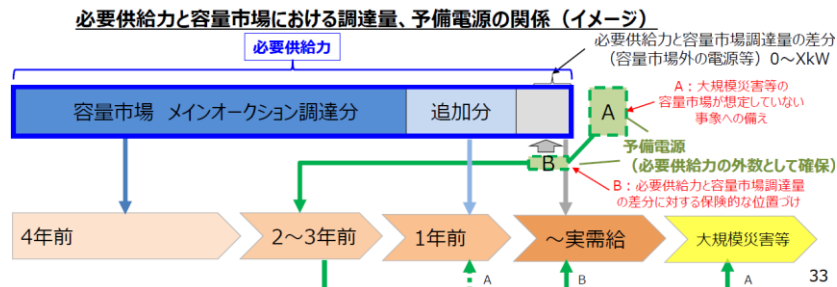 必要供給力と容量市場における調達量、予備電源の関係（イメージ）
必要供給力
必要供給力と容量市場調達量の差分
（容量市場外の電源等）0～XkW
容量市場 メインオークション調達分
追加分
A
A：大規模災害等の
容量市場が想定していない
事象への備え
B
予備電源
（必要供給力の外数として確保）
B：必要供給力と容量市場調達量
の差分に対する保険的な位置づけ
4年前
2～3年前
1年前
～実需給
大規模災害等
A
B
A
33